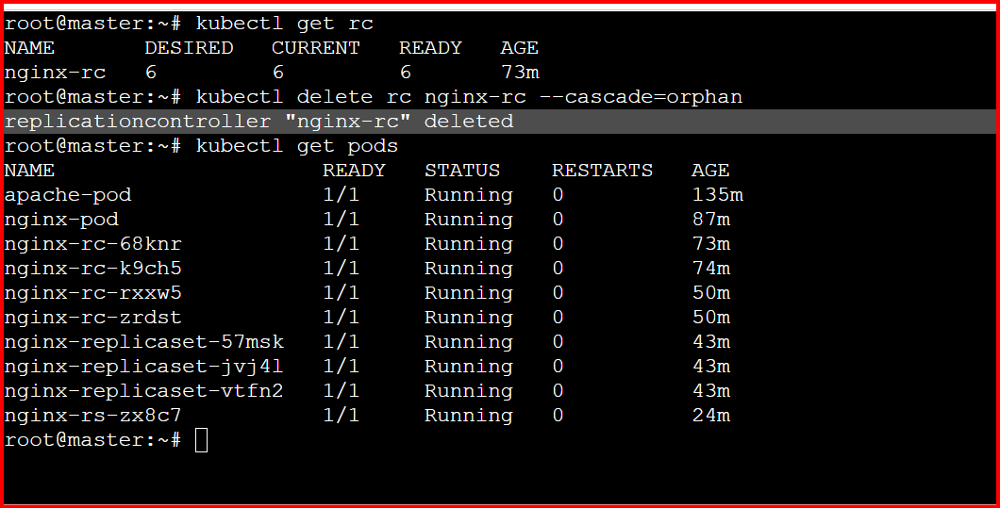 root@master:~# kubectl get rc
NAME DESIRED CURRENT READY AGE
nginx-rc 6 6 6 73m
root@master:~# kubectl delete rc nginx-rc --cascade=orphan
replicationcontroller "nginx-rc" deleted
root@master:~# kubectl get pods
NAME READY STATUS RESTARTS AGE
apache-pod 1/1 Running 0 135m
nginx-pod 1/1 Running 0 87m
nginx-rc-68knr 1/1 Running 0 73m
nginx-rc-k9ch5 1/1 Running 0 74m
nginx-rc-rxxw5 1/1 Running 0 50m
nginx-rc-zrdst 1/1 Running 0 50m
nginx-replicaset-57msk 1/1 Running 0 43m
nginx-replicaset-jvj4l 1/1 Running 0 43m
nginx-replicaset-vtfn2 1/1 Running 0 43m
nginx-rs-zx8c7 1/1 Running 0 24m
root@master:~#